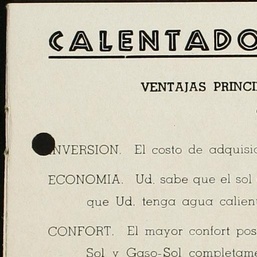 CALENTADO
VENTAJAS PRINCI
NVERSION. El costo de adquisic
ECONOMIA. Ud. sabe que el sol
que Ud. tenga agua calien
CONFORT. El mayor confort pos
Sol y Gaso-Sol completame